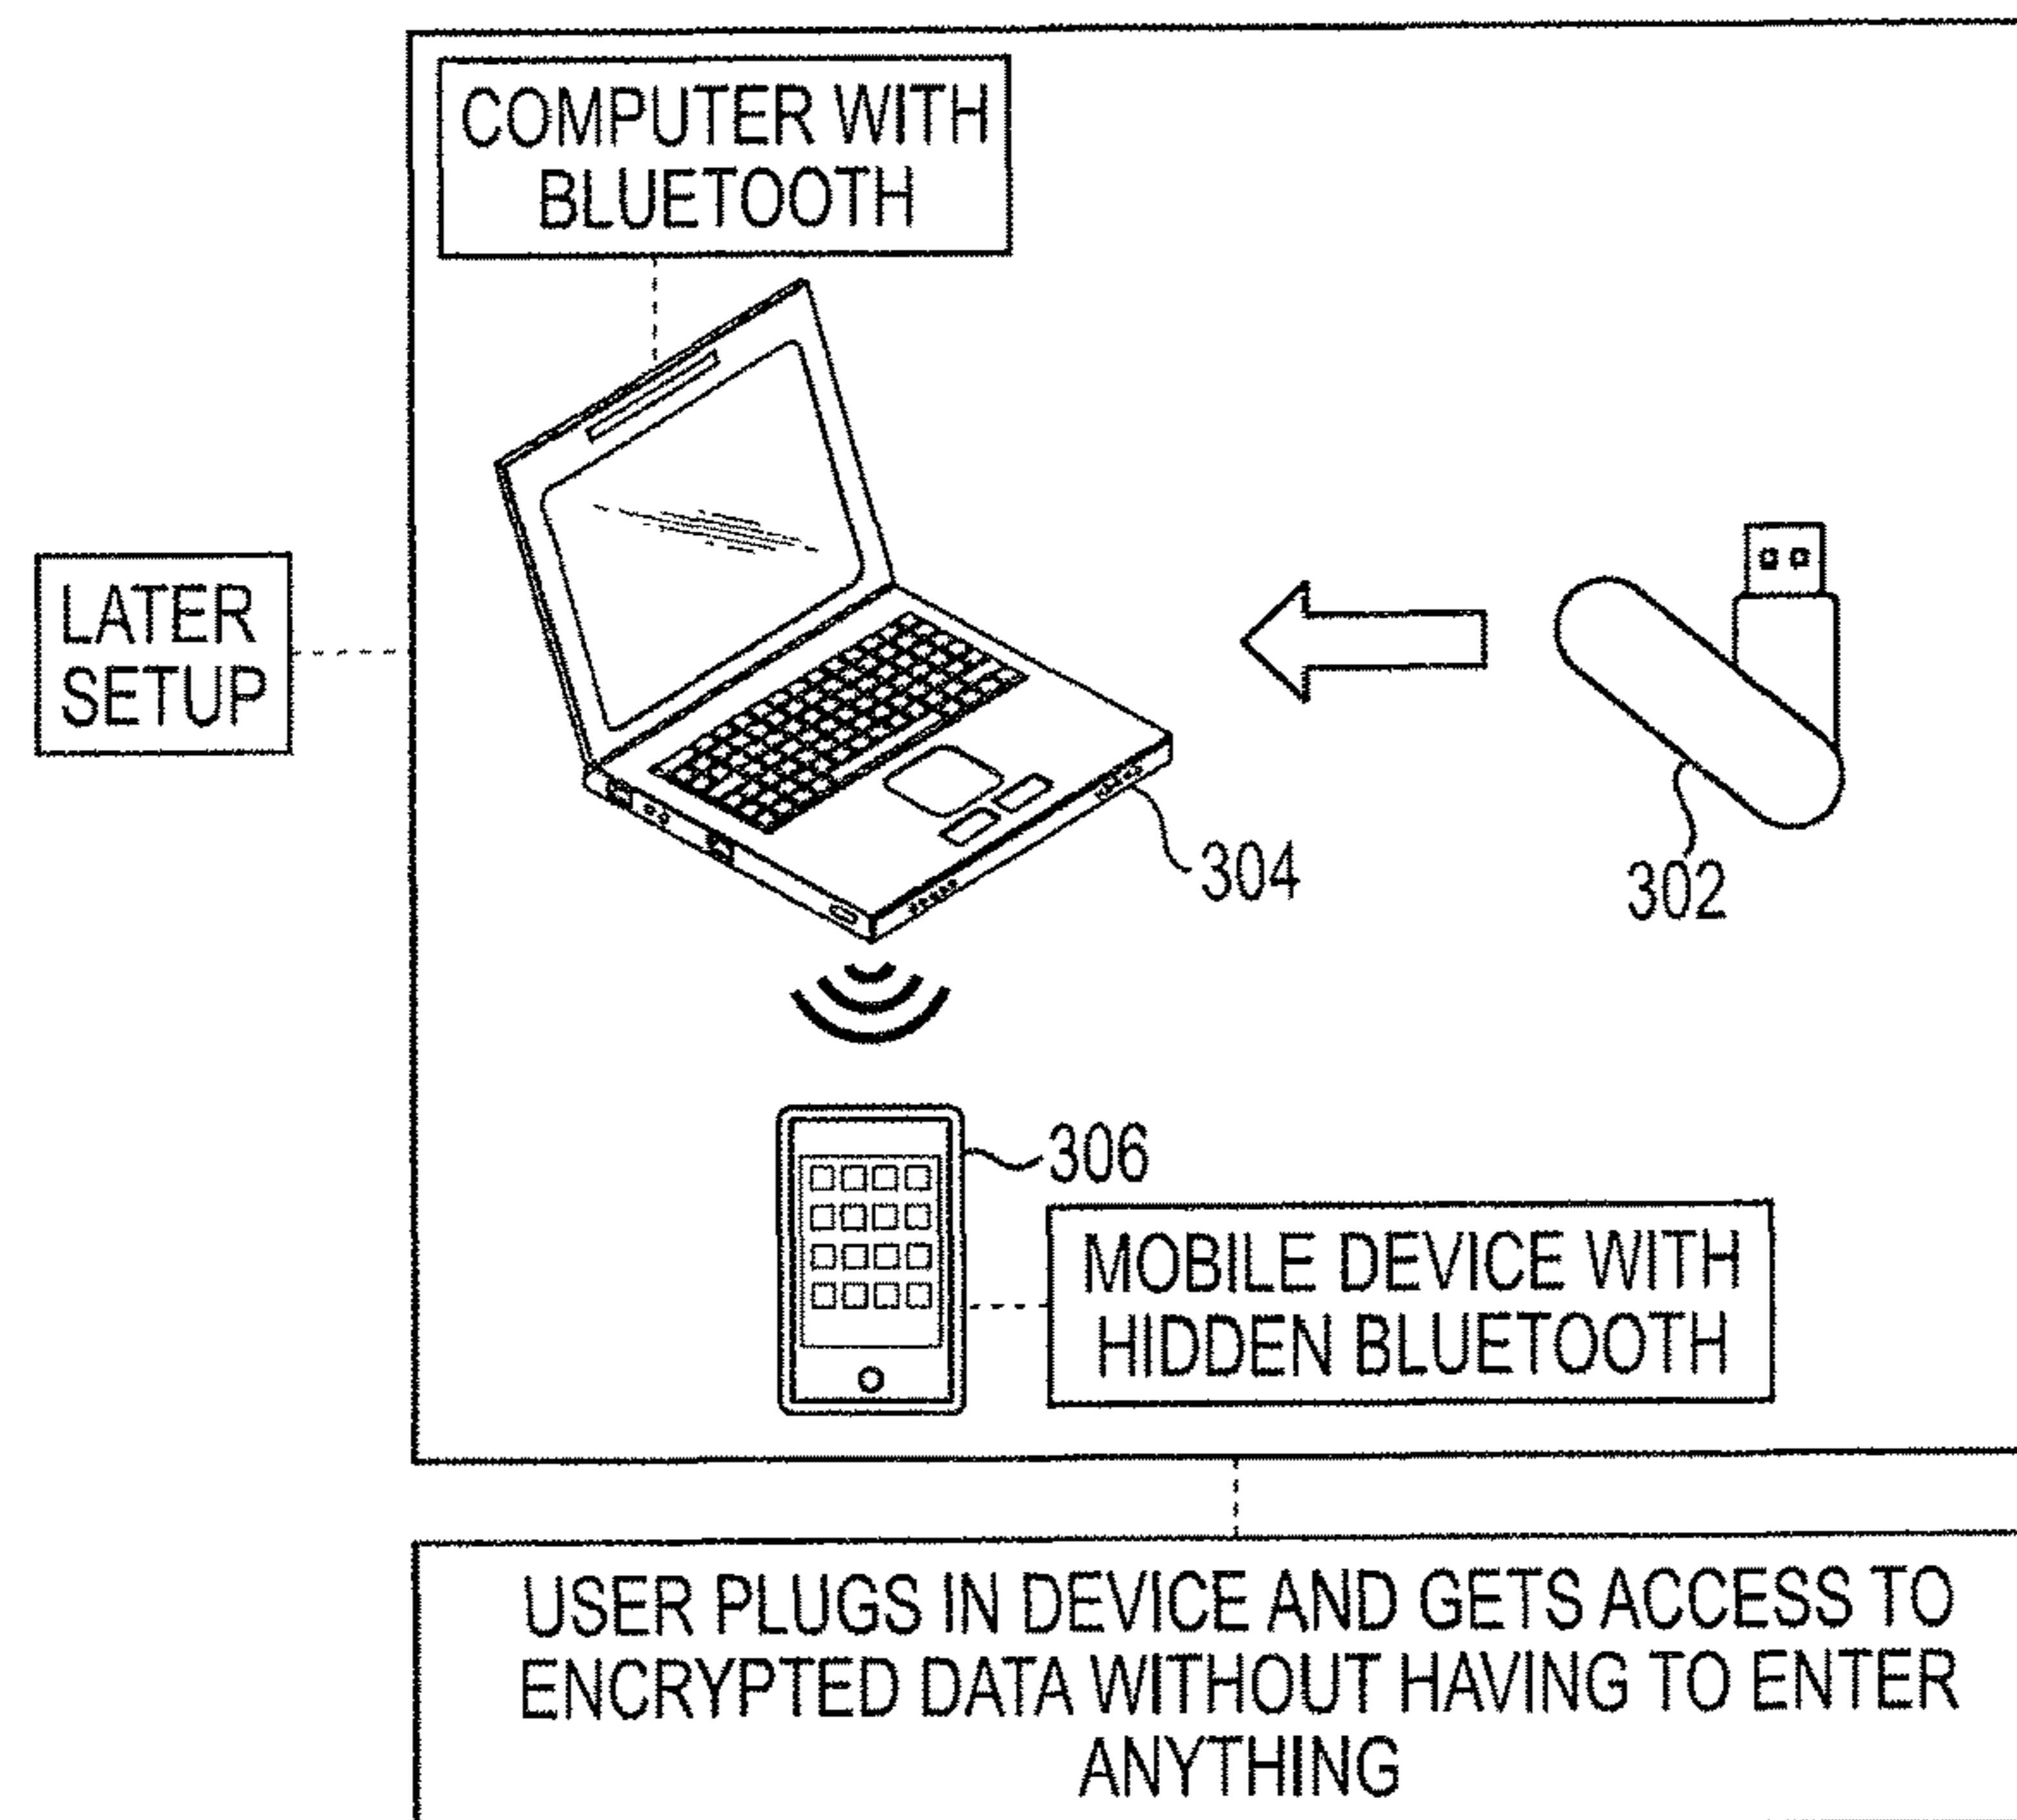 COMPUTER WITH
BLUETOOTH
LATER
SETUP
304
302
306
MOBILE DEVICE WITH
HIDDEN BLUETOOTH
USER PLUGS IN DEVICE AND GETS ACCESS TO
ENCRYPTED DATA WITHOUT HAVING TO ENTER
ANYTHING